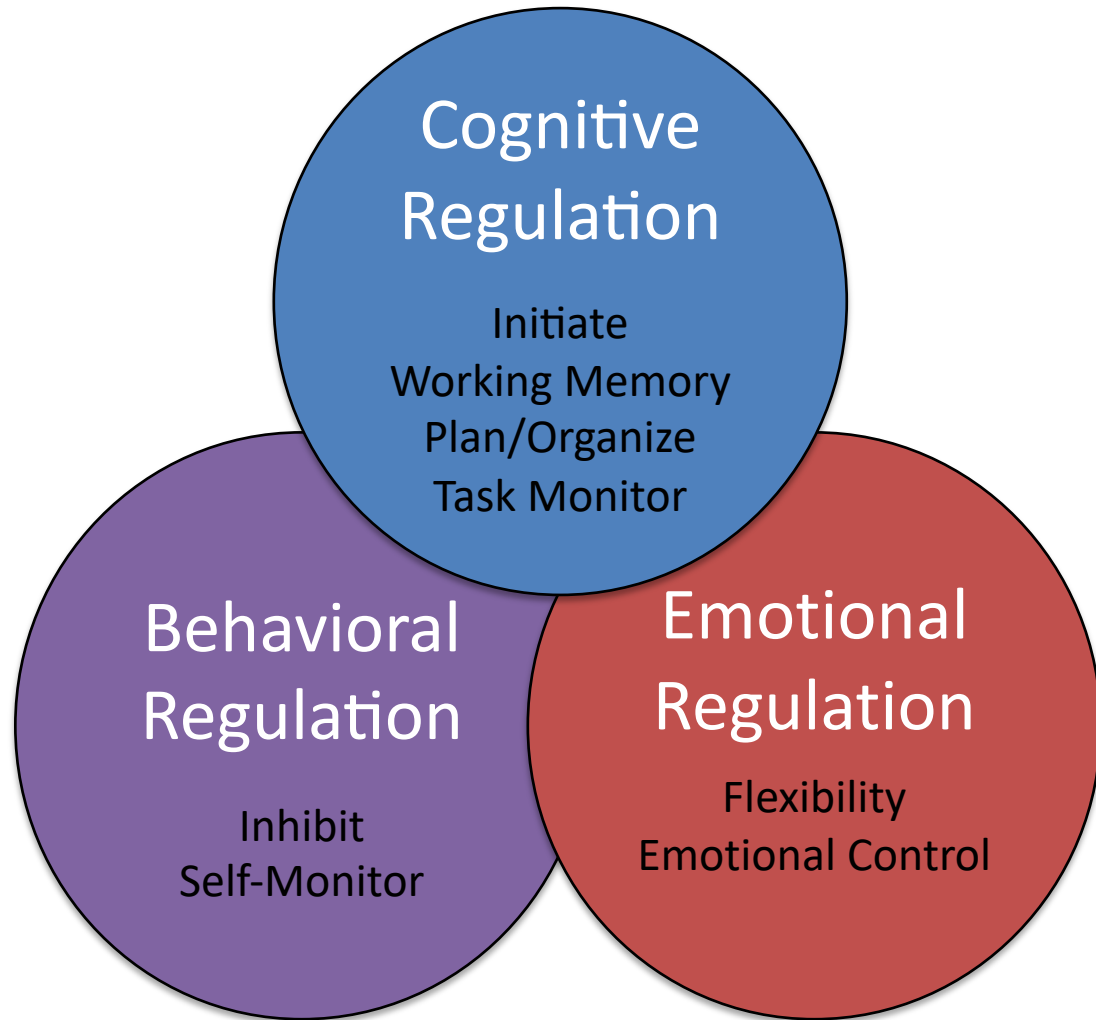 Cognitive
Regulation
Initiate
Working Memory
Plan/Organize
Task Monitor
Behavioral
Regulation
Inhibit
Self-Monitor
Emotional
Regulation
Flexibility
Emotional Control